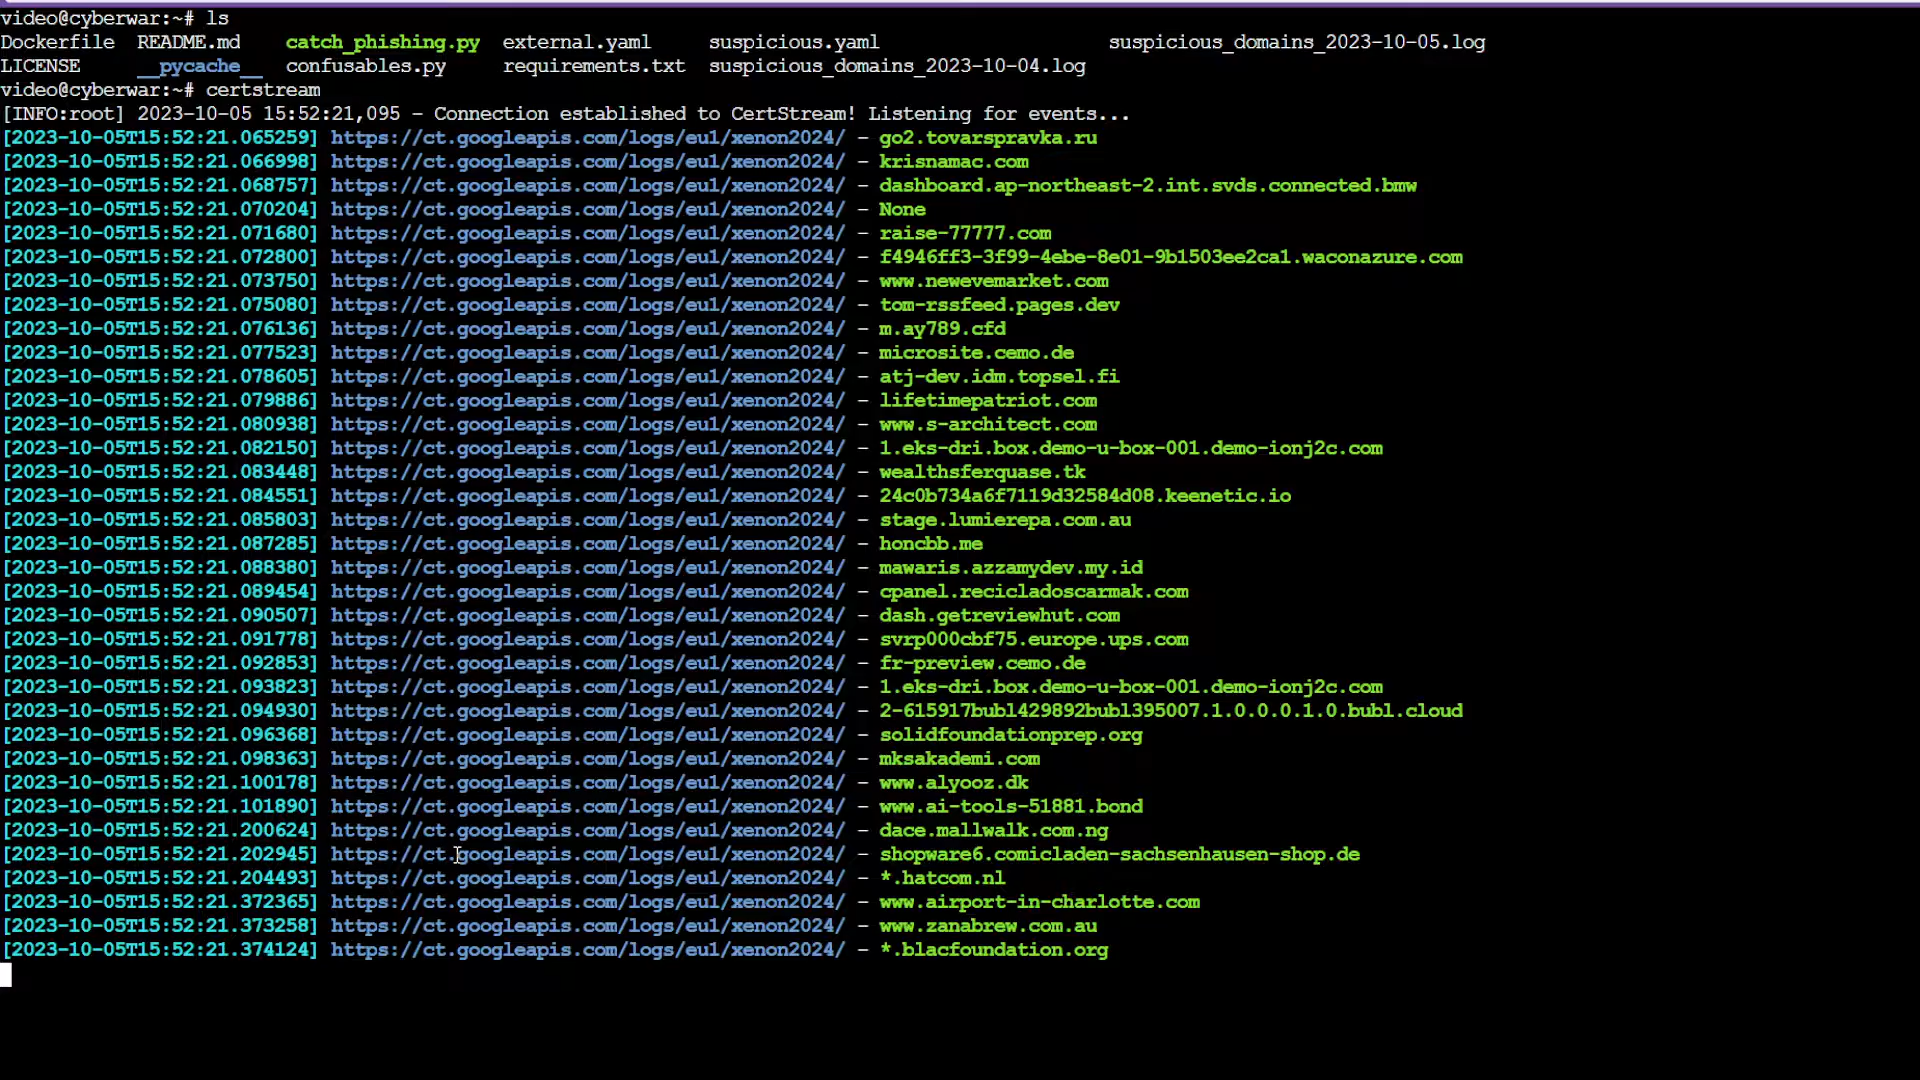 video@cyberwar:~# ls
Dockerfile README.md catch_phishing.py external.yaml suspicious.yaml suspicious_domains_2023-10-05.log
LICENSE __pycache__ confusables.py requirements.txt suspicious_domains_2023-10-04.log
video@cyberwar:~# certstream
[INFO:root] 2023-10-05 15:52:21,095 - Connection established to CertStream! Listening for events...
[2023-10-05T15:52:21.065259] https://ct.googleapis.com/logs/eu1/xenon2024/ - go2.tovarspravka.ru
[2023-10-05T15:52:21.066998] https://ct.googleapis.com/logs/eu1/xenon2024/ - krisnamac.com
[2023-10-05T15:52:21.068757] https://ct.googleapis.com/logs/eu1/xenon2024/ - dashboard.ap-northeast-2.int.svds.connected.bmw
[2023-10-05T15:52:21.070204] https://ct.googleapis.com/logs/eu1/xenon2024/ - None
[2023-10-05T15:52:21.071680] https://ct.googleapis.com/logs/eu1/xenon2024/ - raise-77777.com
[2023-10-05T15:52:21.072800] https://ct.googleapis.com/logs/eu1/xenon2024/ - f4946ff3-3f99-4ebe-8e01-9b1503ee2ca1.waconazure.com
[2023-10-05T15:52:21.073750] https://ct.googleapis.com/logs/eu1/xenon2024/ - www.newevemarket.com
[2023-10-05T15:52:21.075080] https://ct.googleapis.com/logs/eu1/xenon2024/ - tom-rssfeed.pages.dev
[2023-10-05T15:52:21.076136] https://ct.googleapis.com/logs/eu1/xenon2024/ - m.ay789.cfd
[2023-10-05T15:52:21.077523] https://ct.googleapis.com/logs/eu1/xenon2024/ - microsite.cemo.de
[2023-10-05T15:52:21.078605] https://ct.googleapis.com/logs/eu1/xenon2024/ - atj-dev.idm.topsel.fi
[2023-10-05T15:52:21.079886] https://ct.googleapis.com/logs/eu1/xenon2024/ - lifetimepatriot.com
[2023-10-05T15:52:21.080938] https://ct.googleapis.com/logs/eu1/xenon2024/ - www.s-architect.com
[2023-10-05T15:52:21.082150] https://ct.googleapis.com/logs/eu1/xenon2024/ - 1.eks-dri.box.demo-u-box-001.demo-ionj2c.com
[2023-10-05T15:52:21.083448] https://ct.googleapis.com/logs/eu1/xenon2024/ - wealthsferquase.tk
[2023-10-05T15:52:21.084551] https://ct.googleapis.com/logs/eu1/xenon2024/ - 24c0b734a6f7119d32584d08.keenetic.io
[2023-10-05T15:52:21.085803] https://ct.googleapis.com/logs/eu1/xenon2024/ - stage.lumierepa.com.au
[2023-10-05T15:52:21.087285] https://ct.googleapis.com/logs/eu1/xenon2024/ - honcbb.me
[2023-10-05T15:52:21.088380] https://ct.googleapis.com/logs/eu1/xenon2024/ - mawaris.azzamydev.my.id
[2023-10-05T15:52:21.089454] https://ct.googleapis.com/logs/eu1/xenon2024/ - cpanel.recicladoscarmak.com
[2023-10-05T15:52:21.090507] https://ct.googleapis.com/logs/eu1/xenon2024/ - dash.getreviewhut.com
[2023-10-05T15:52:21.091778] https://ct.googleapis.com/logs/eu1/xenon2024/ - svrp000cbf75.europe.ups.com
[2023-10-05T15:52:21.092853] https://ct.googleapis.com/logs/eu1/xenon2024/ - fr-preview.cemo.de
[2023-10-05T15:52:21.093823] https://ct.googleapis.com/logs/eu1/xenon2024/ - 1.eks-dri.box.demo-u-box-001.demo-ionj2c.com
[2023-10-05T15:52:21.094930] https://ct.googleapis.com/logs/eu1/xenon2024/ - 2-615917bubl429892bubl395007.1.0.0.0.1.0.bubl.cloud
[2023-10-05T15:52:21.096368] https://ct.googleapis.com/logs/eu1/xenon2024/ - solidfoundationprep.org
[2023-10-05T15:52:21.098363] https://ct.googleapis.com/logs/eu1/xenon2024/ - mksakademi.com
[2023-10-05T15:52:21.100178] https://ct.googleapis.com/logs/eu1/xenon2024/ - www.alyooz.dk
[2023-10-05T15:52:21.101890] https://ct.googleapis.com/logs/eu1/xenon2024/ - www.ai-tools-51881.bond
[2023-10-05T15:52:21.200624] https://ct.googleapis.com/logs/eu1/xenon2024/ - dace.mallwalk.com.ng
[2023-10-05T15:52:21.202945] https://ct.googleapis.com/logs/eu1/xenon2024/ - shopware6.comicladen-sachsenhausen-shop.de
[2023-10-05T15:52:21.204493] https://ct.googleapis.com/logs/eu1/xenon2024/ - *.hatcom.nl
[2023-10-05T15:52:21.372365] https://ct.googleapis.com/logs/eu1/xenon2024/ - www.airport-in-charlotte.com
[2023-10-05T15:52:21.373258] https://ct.googleapis.com/logs/eu1/xenon2024/ - www.zanabrew.com.au
[2023-10-05T15:52:21.374124] https://ct.googleapis.com/logs/eu1/xenon2024/ - *.blacfoundation.org